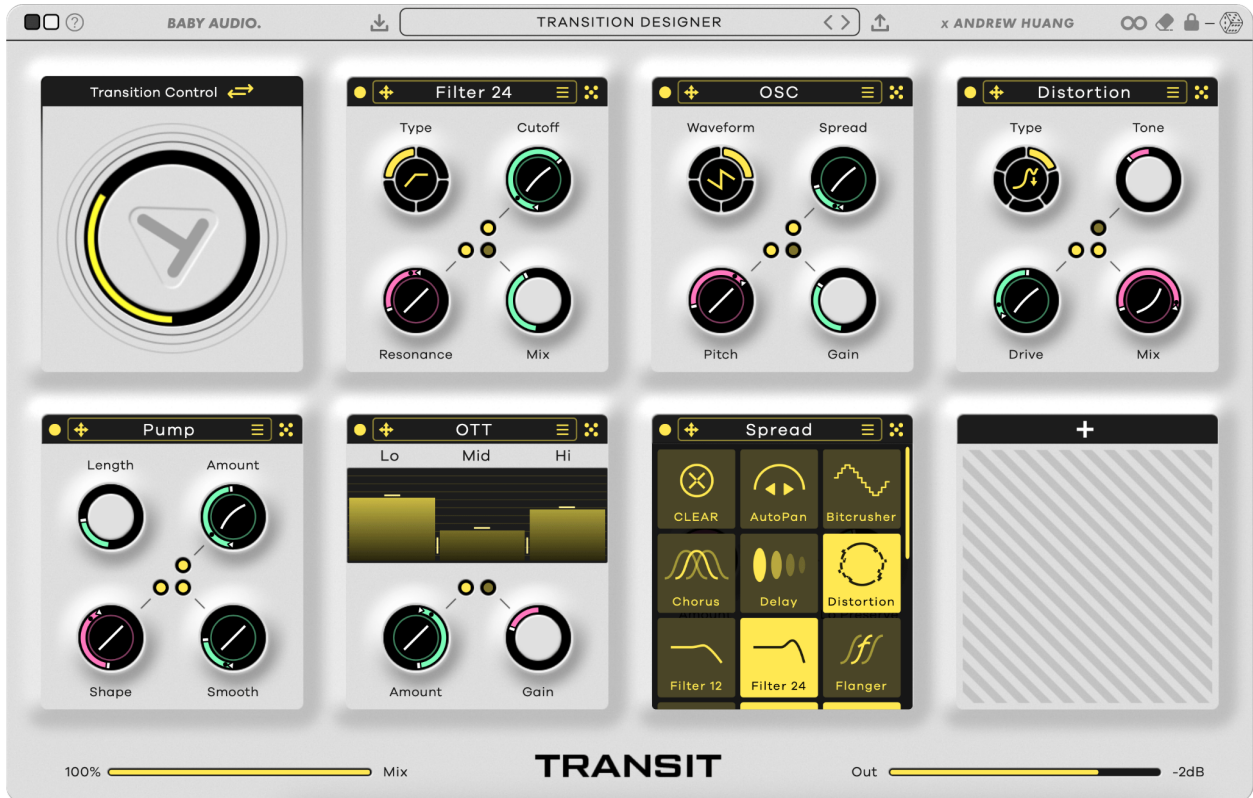 BABY AUDIO.
TRANSITION DESIGNER
x ANDREW HUANG
Transition Control
Filter 24
Type
Cutoff
Resonance
Mix
OSC
Waveform
Spread
Pitch
Gain
Distortion
Type
Tone
Drive
Mix
Pump
Length
Amount
Shape
Smooth
OTT
Lo Mid Hi
Amount
Gain
Spread
CLEAR
AutoPan
Bitcrusher
Chorus
Delay
Distortion
Filter 12
Filter 24
Flanger
100% Mix
TRANSIT
Out -2dB